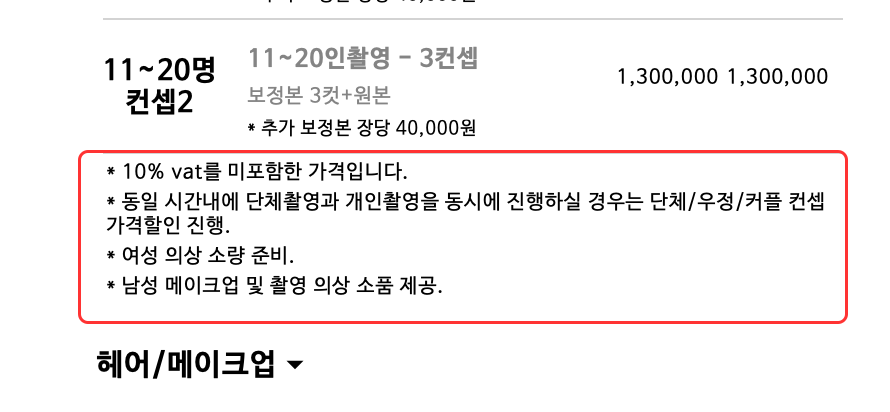 11~20명
컨셉2
11~20인촬영 - 3컨셉
1,300,000 1,300,000
보정본 3컷+원본
* 추가 보정본 장당 40,000원
* 10% vat를 미포함한 가격입니다.
* 동일 시간내에 단체촬영과 개인촬영을 동시에 진행하실 경우는 단체/우정/커플 컨셉
가격할인 진행.
* 여성 의상 소량 준비.
* 남성 메이크업 및 촬영 의상 소품 제공.
헤어/메이크업